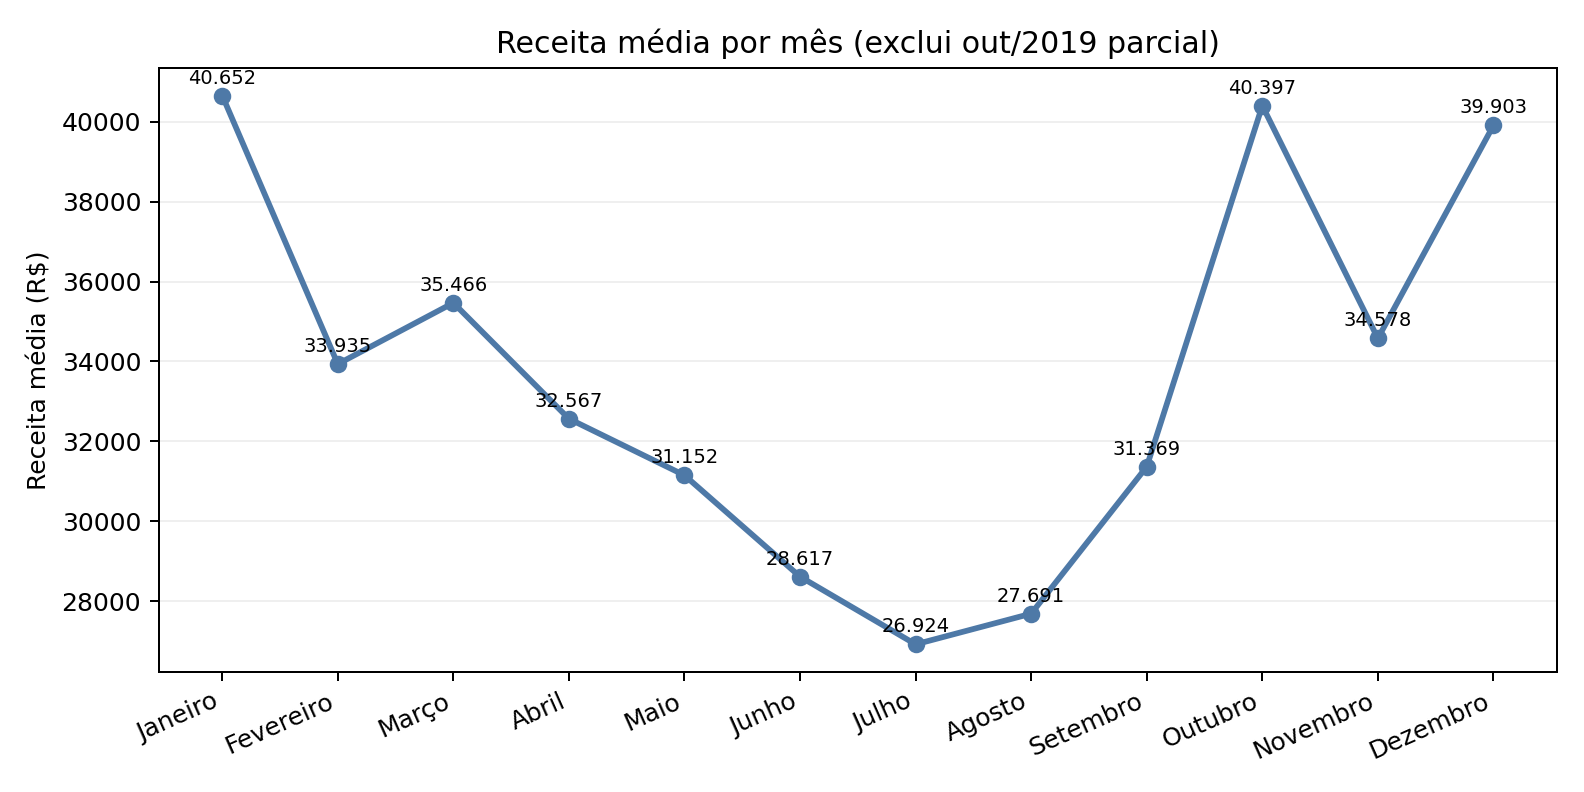 Receita média por mês (exclui out/2019 parcial)
Receita média (R$)
40000
38000
36000
34000
32000
30000
28000
40.652
33.935
35.466
32.567
31.152
28.617
26.924
27.691
31.369
40.397
34.578
39.903
Janeiro
Fevereiro
Março
Abril
Maio
Junho
Julho
Agosto
Setembro
Outubro
Novembro
Dezembro